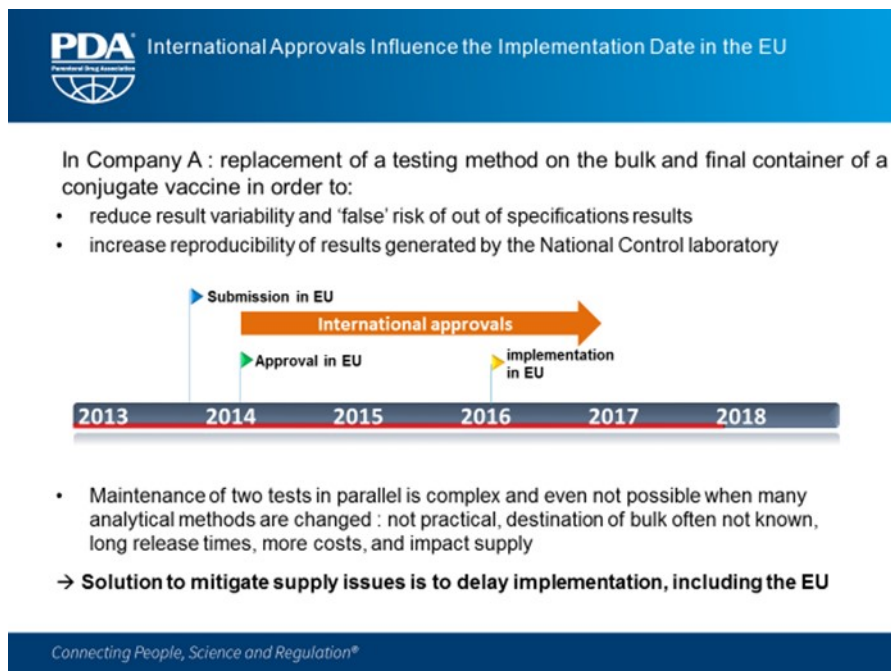 PDA®
Parenteral Drug Association
International Approvals Influence the Implementation Date in the EU
In Company A : replacement of a testing method on the bulk and final container of a
conjugate vaccine in order to:
• reduce result variability and ‘false’ risk of out of specifications results
• increase reproducibility of results generated by the National Control laboratory
Submission in EU
International approvals
Approval in EU
implementation
in EU
2013 2014 2015 2016 2017 2018
• Maintenance of two tests in parallel is complex and even not possible when many
analytical methods are changed : not practical, destination of bulk often not known,
long release times, more costs, and impact supply
→ Solution to mitigate supply issues is to delay implementation, including the EU
Connecting People, Science and Regulation®